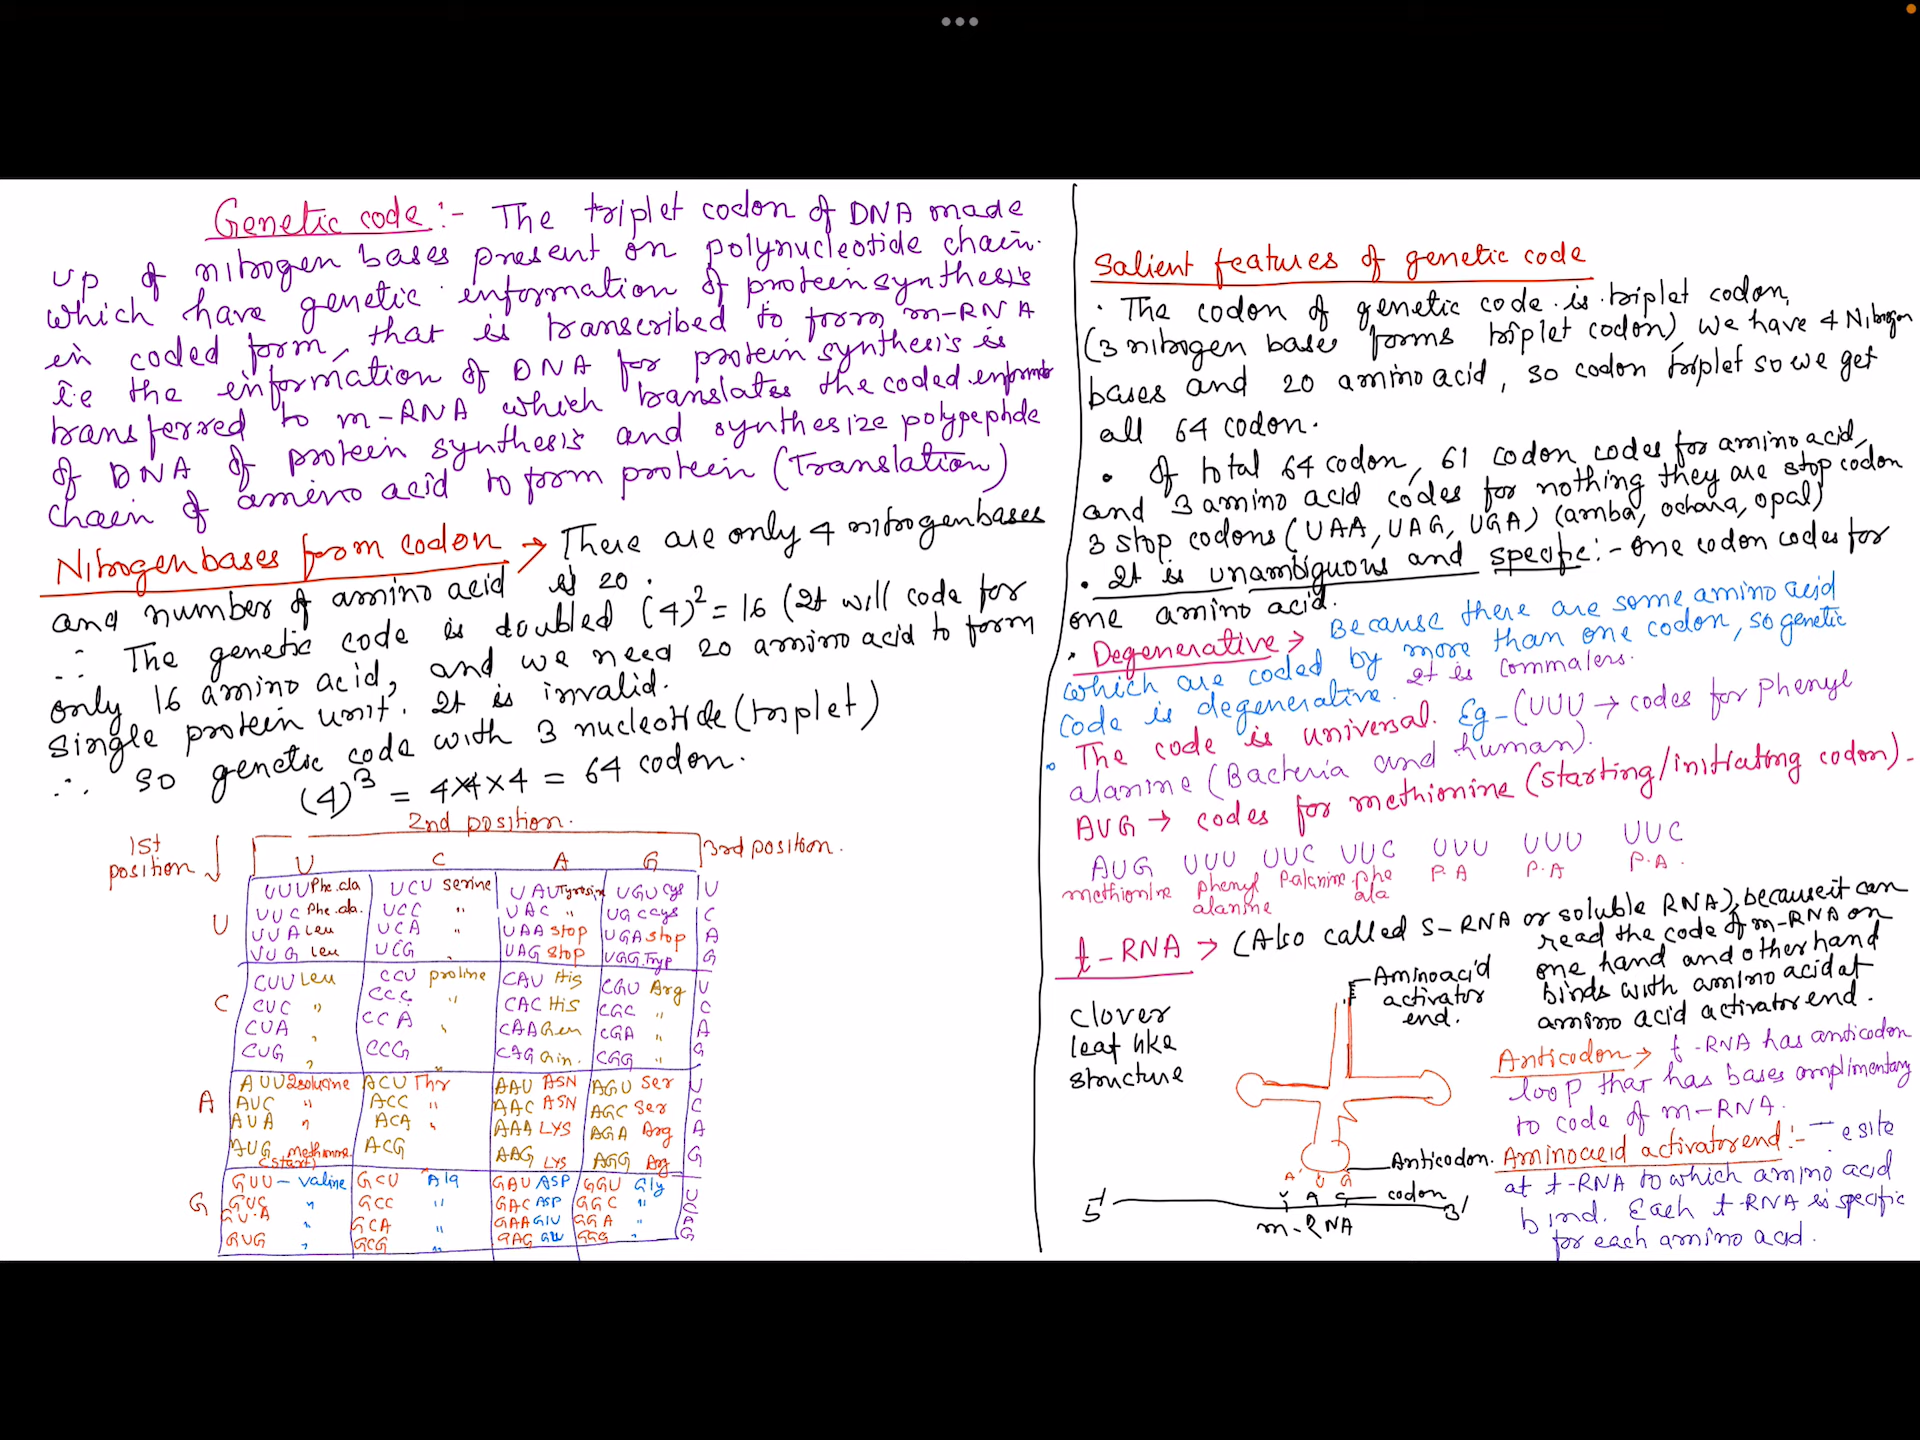 Genetic code :- The triplet codon of DNA made
up of nitrogen bases present on polynucleotide chain.
which have genetic information of protein synthesis
in coded form, that is transcribed to form m-RNA
i.e the information of DNA for protein synthesis is
transferred to m-RNA which translates the coded
of DNA of protein synthesis and synthesize polypeptide
chain of amino acid to form protein (Translation)
Nitrogen bases from codon → There are only 4 nitrogen bases
and number of amino acid is 20.
∴ The genetic code is doubled (4)² = 16 (It will code for
only 16 amino acid, and we need 20 amino acid to form
single protein unit. It is invalid.
∴ so genetic code with 3 nucleotide (triplet)
(4)³ = 4×4×4 = 64 codon.
2nd position.
1st position ↓ 3rd position.
U C A G
U
UUU Phe.ala UCU serine UAU Tyrosin UGU Cys U
UUC Phe.ala. UCC " UAC " UGC cys C
UUA Leu UCA " UAA stop UGA stop A
UUG Leu UCG " UAG stop UGG Tryp G
C
CUU Leu CCU proline CAU His CGU Arg U
CUC " CCC " CAC His CGC " C
CUA " CCA " CAA CGA " A
CUG " CCG " CAG CGG " G
A
AUU Isolucine ACU Thr AAU ASN AGU Ser U
AUC " ACC " AAC ASN AGC Ser C
AUA " ACA " AAA LYS AGA Arg A
AUG (start) ACG AAG LYS AGG Arg G
G
GUU - valine GCU Ala GAU ASP GGU Gly U
GUC " GCC " GAC ASP GGC " C
GUA " GCA " GAA Glu GGA " A
GUG " GCG " GAG Glu GGG " G
Salient features of genetic code
• The codon of genetic code is triplet codon,
(3 nitrogen base forms triplet codon), we have 4 Nitrogen
bases and 20 amino acid, so codon triplet so we get
all 64 codon.
• Of total 64 codon, 61 codon codes for amino acid,
and 3 amino acid codes for nothing they are stop codon
3 stop codons (UAA, UAG, UGA) (amba, ochara, opal)
• It is unambiguous and specific :- One codon codes for
one amino acid.
• Degenerative → Because there are some amino acid
which are coded by more than one codon, so genetic
code is degenerative. It is commalers.
• The code is universal. Eg - (UUU → codes for phenyl
alanine (Bacteria and human).
AUG → codes for methionine (starting/initiating codon).
AUG UUU UUC UUC UUU UUU UUC
methionine phenyl alanine P.alanine phe ala P.A P.A P.A.
t-RNA → (Also called S-RNA or soluble RNA), because it can
read the code of m-RNA on
one hand and other hand
binds with amino acid at
amino acid activator end.
Aminoacid
activator
end.
clover
leaf like
structure
Anticodon → t-RNA has anticodon
loop that has bases omplimentary
to code of m-RNA.
Aminoacid activator end :- e site
at t-RNA to which amino acid
bind. Each t-RNA is specific
for each amino acid.
Anticodon.
A U G
U A C codon
5' 3'
m-RNA